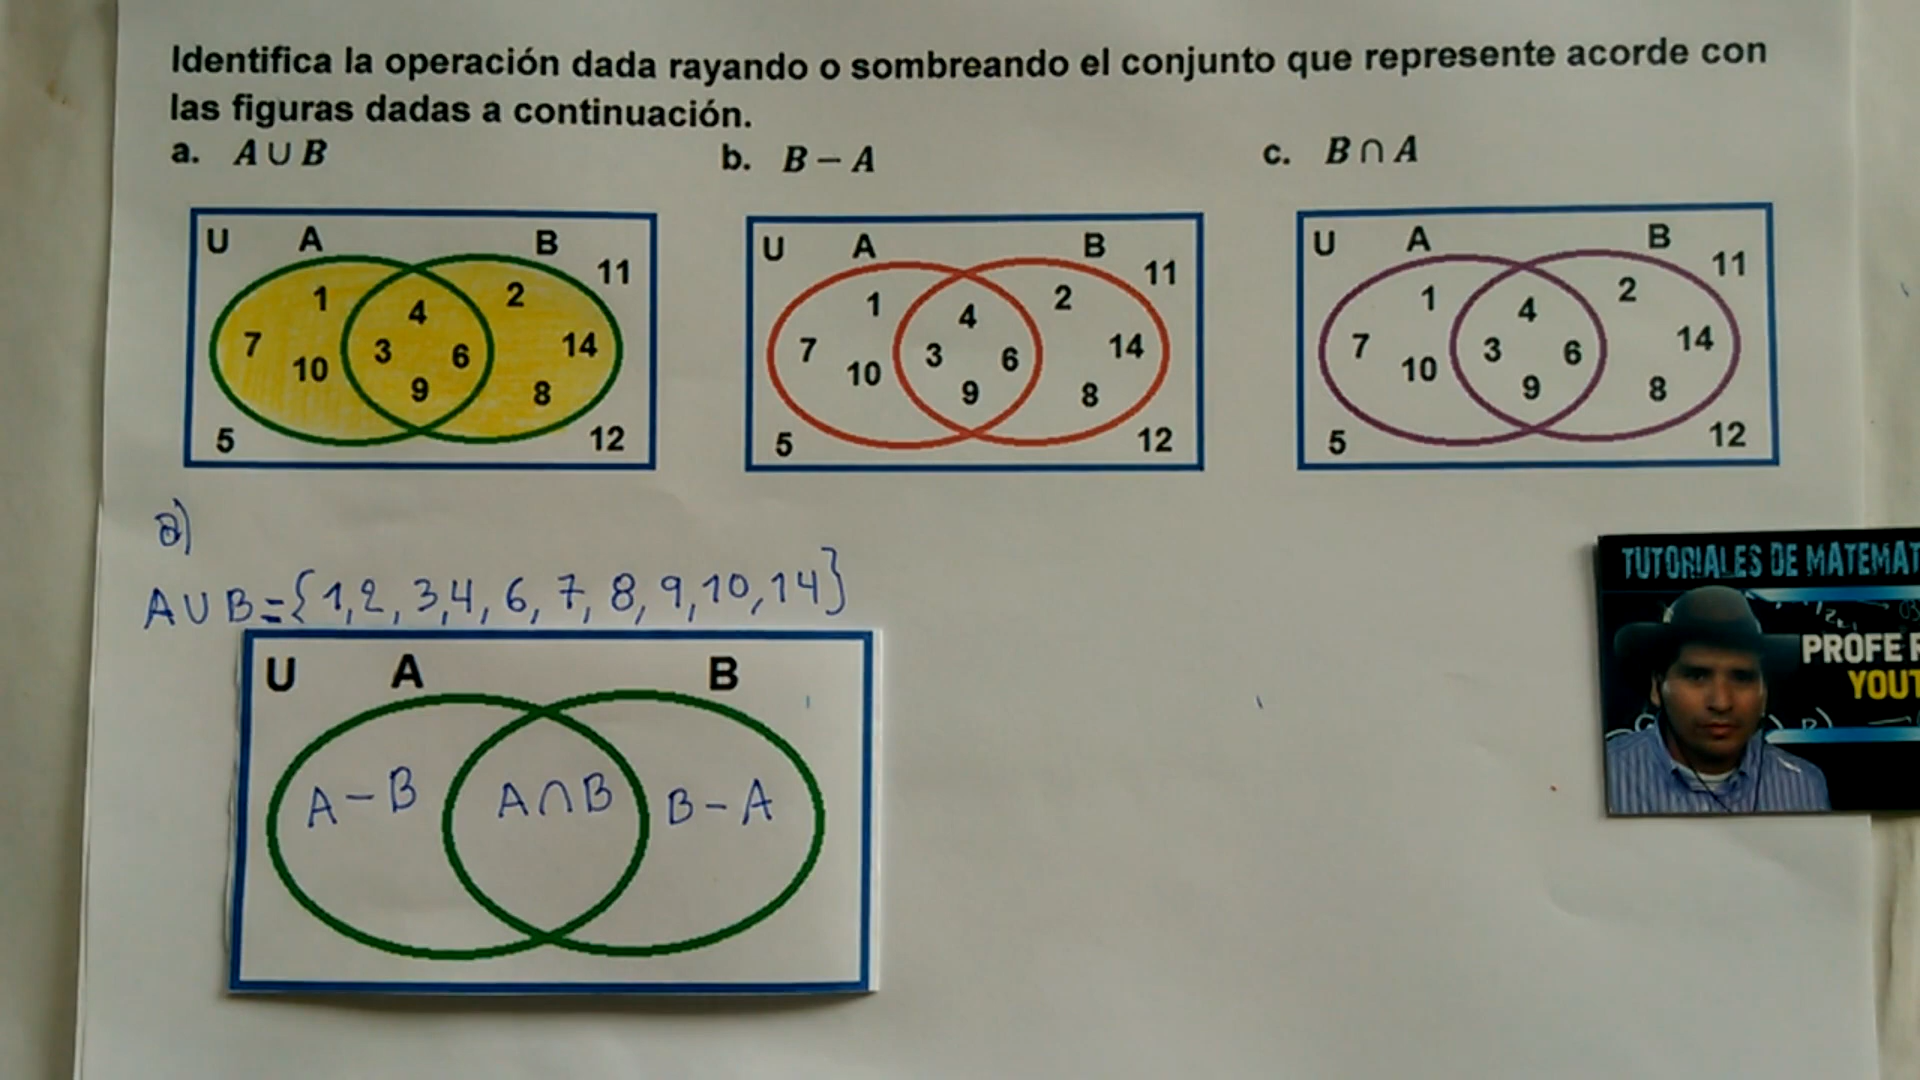 Identifica la operación dada rayando o sombreando el conjunto que represente acorde con
las figuras dadas a continuación.
a. A ∪ B
b. B − A
c. B ∩ A
U A B
11
1 4 2
7 3 6 14
10 9 8
5 12
U A B
11
1 4 2
7 3 6 14
10 9 8
5 12
U A B
11
1 4 2
7 3 6 14
10 9 8
5 12
a)
A∪B={1,2,3,4,6,7,8,9,10,14}
U A B
A-B A∩B B-A
TUTORIALES DE MATEMAT
PROFE
YOUT